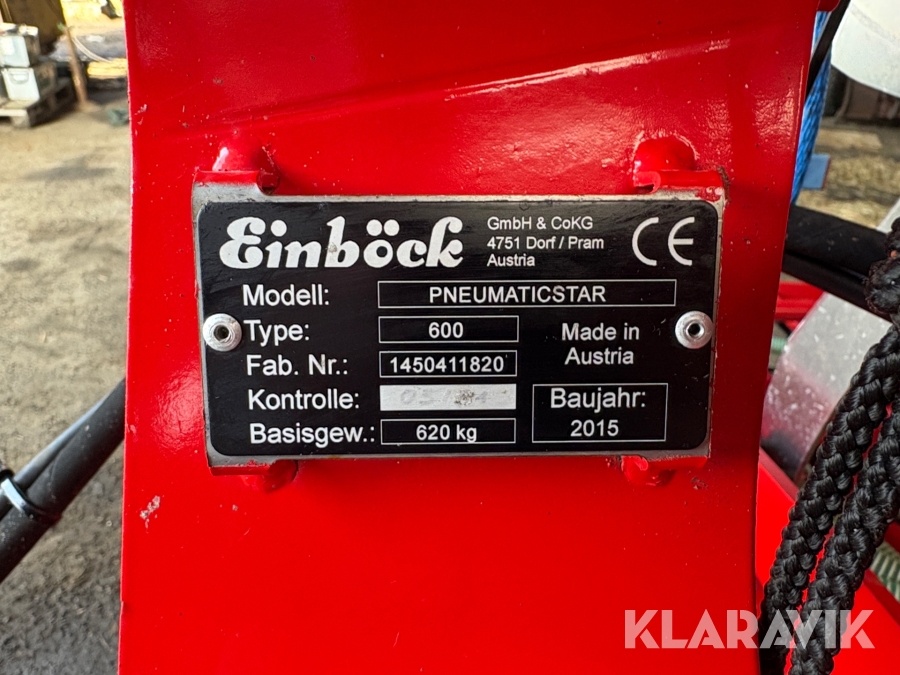 Einböck
GmbH & CoKG
4751 Dorf / Pram
Austria
CE
Modell: PNEUMATICSTAR
Type: 600
Fab. Nr.: 1450411820
Made in
Austria
Kontrolle:
Basisgew.: 620 kg
Baujahr:
2015
KLARAVIK